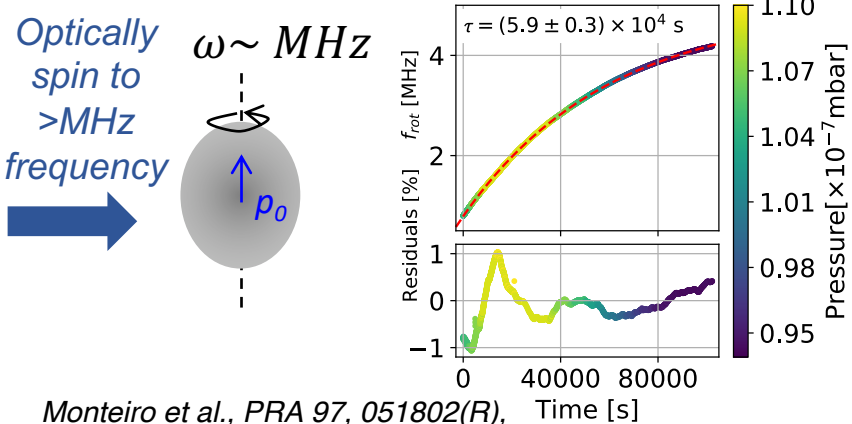 Optically
spin to
>MHz
frequency
ω~ MHz
p₀
τ = (5.9 ± 0.3) × 10⁴ s
f_rot [MHz]
4
2
Residuals [%]
1
0
−1
0
40000
80000
Time [s]
1.10
1.07
1.04
1.01
0.98
0.95
Pressure[×10⁻⁷mbar]
Monteiro et al., PRA 97, 051802(R),